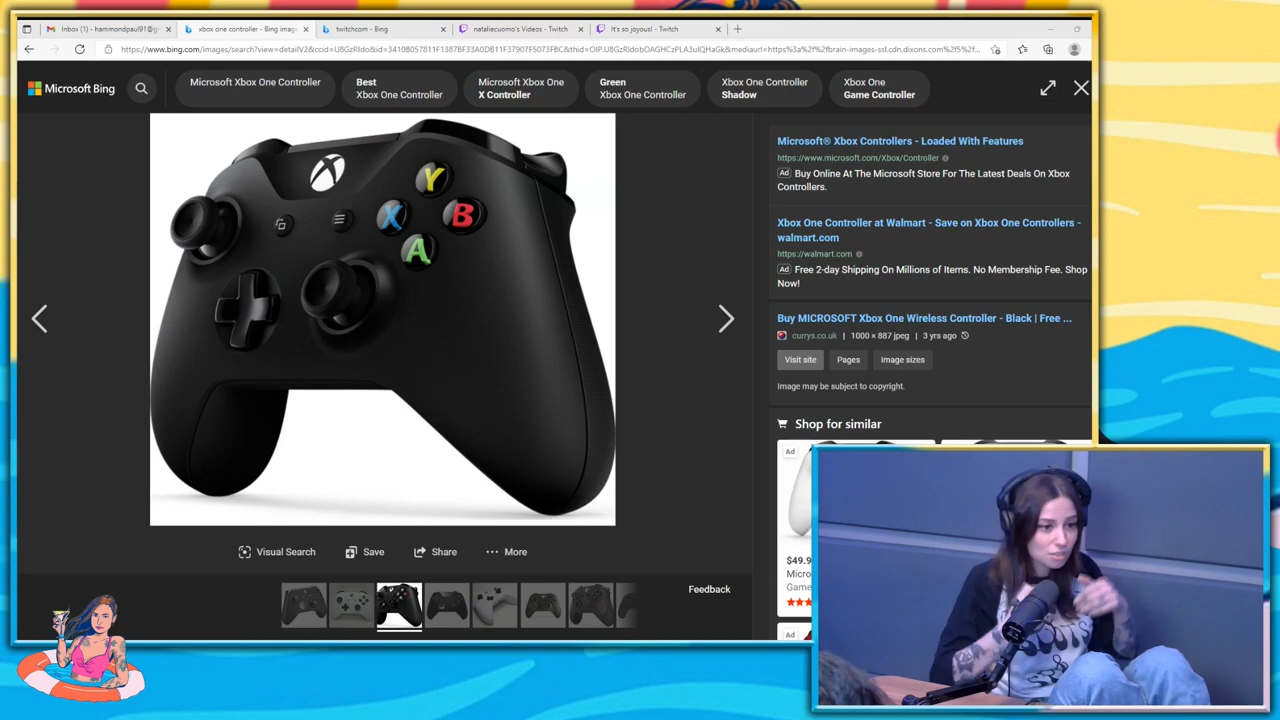 Inbox (1) - hammondpaul91@g
xbox one controller - Bing image
twitchcom - Bing
nataliecuomo's Videos - Twitch
It's so joyous! - Twitch
Microsoft Bing
Microsoft Xbox One Controller
Best
Xbox One Controller
Microsoft Xbox One
X Controller
Green
Xbox One Controller
Xbox One Controller
Shadow
Xbox One
Game Controller
Y
X
B
A
Microsoft® Xbox Controllers - Loaded With Features
https://www.microsoft.com/Xbox/Controller
Ad Buy Online At The Microsoft Store For The Latest Deals On Xbox
Controllers.
Xbox One Controller at Walmart - Save on Xbox One Controllers -
walmart.com
https://walmart.com
Ad Free 2-day Shipping On Millions of Items. No Membership Fee. Shop
Now!
Buy MICROSOFT Xbox One Wireless Controller - Black | Free ...
currys.co.uk | 1000 × 887 jpeg | 3 yrs ago
Visit site
Pages
Image sizes
Image may be subject to copyright.
Shop for similar
Ad
$49.9
Micro
Game
Ad
Visual Search
Save
Share
More
Feedback